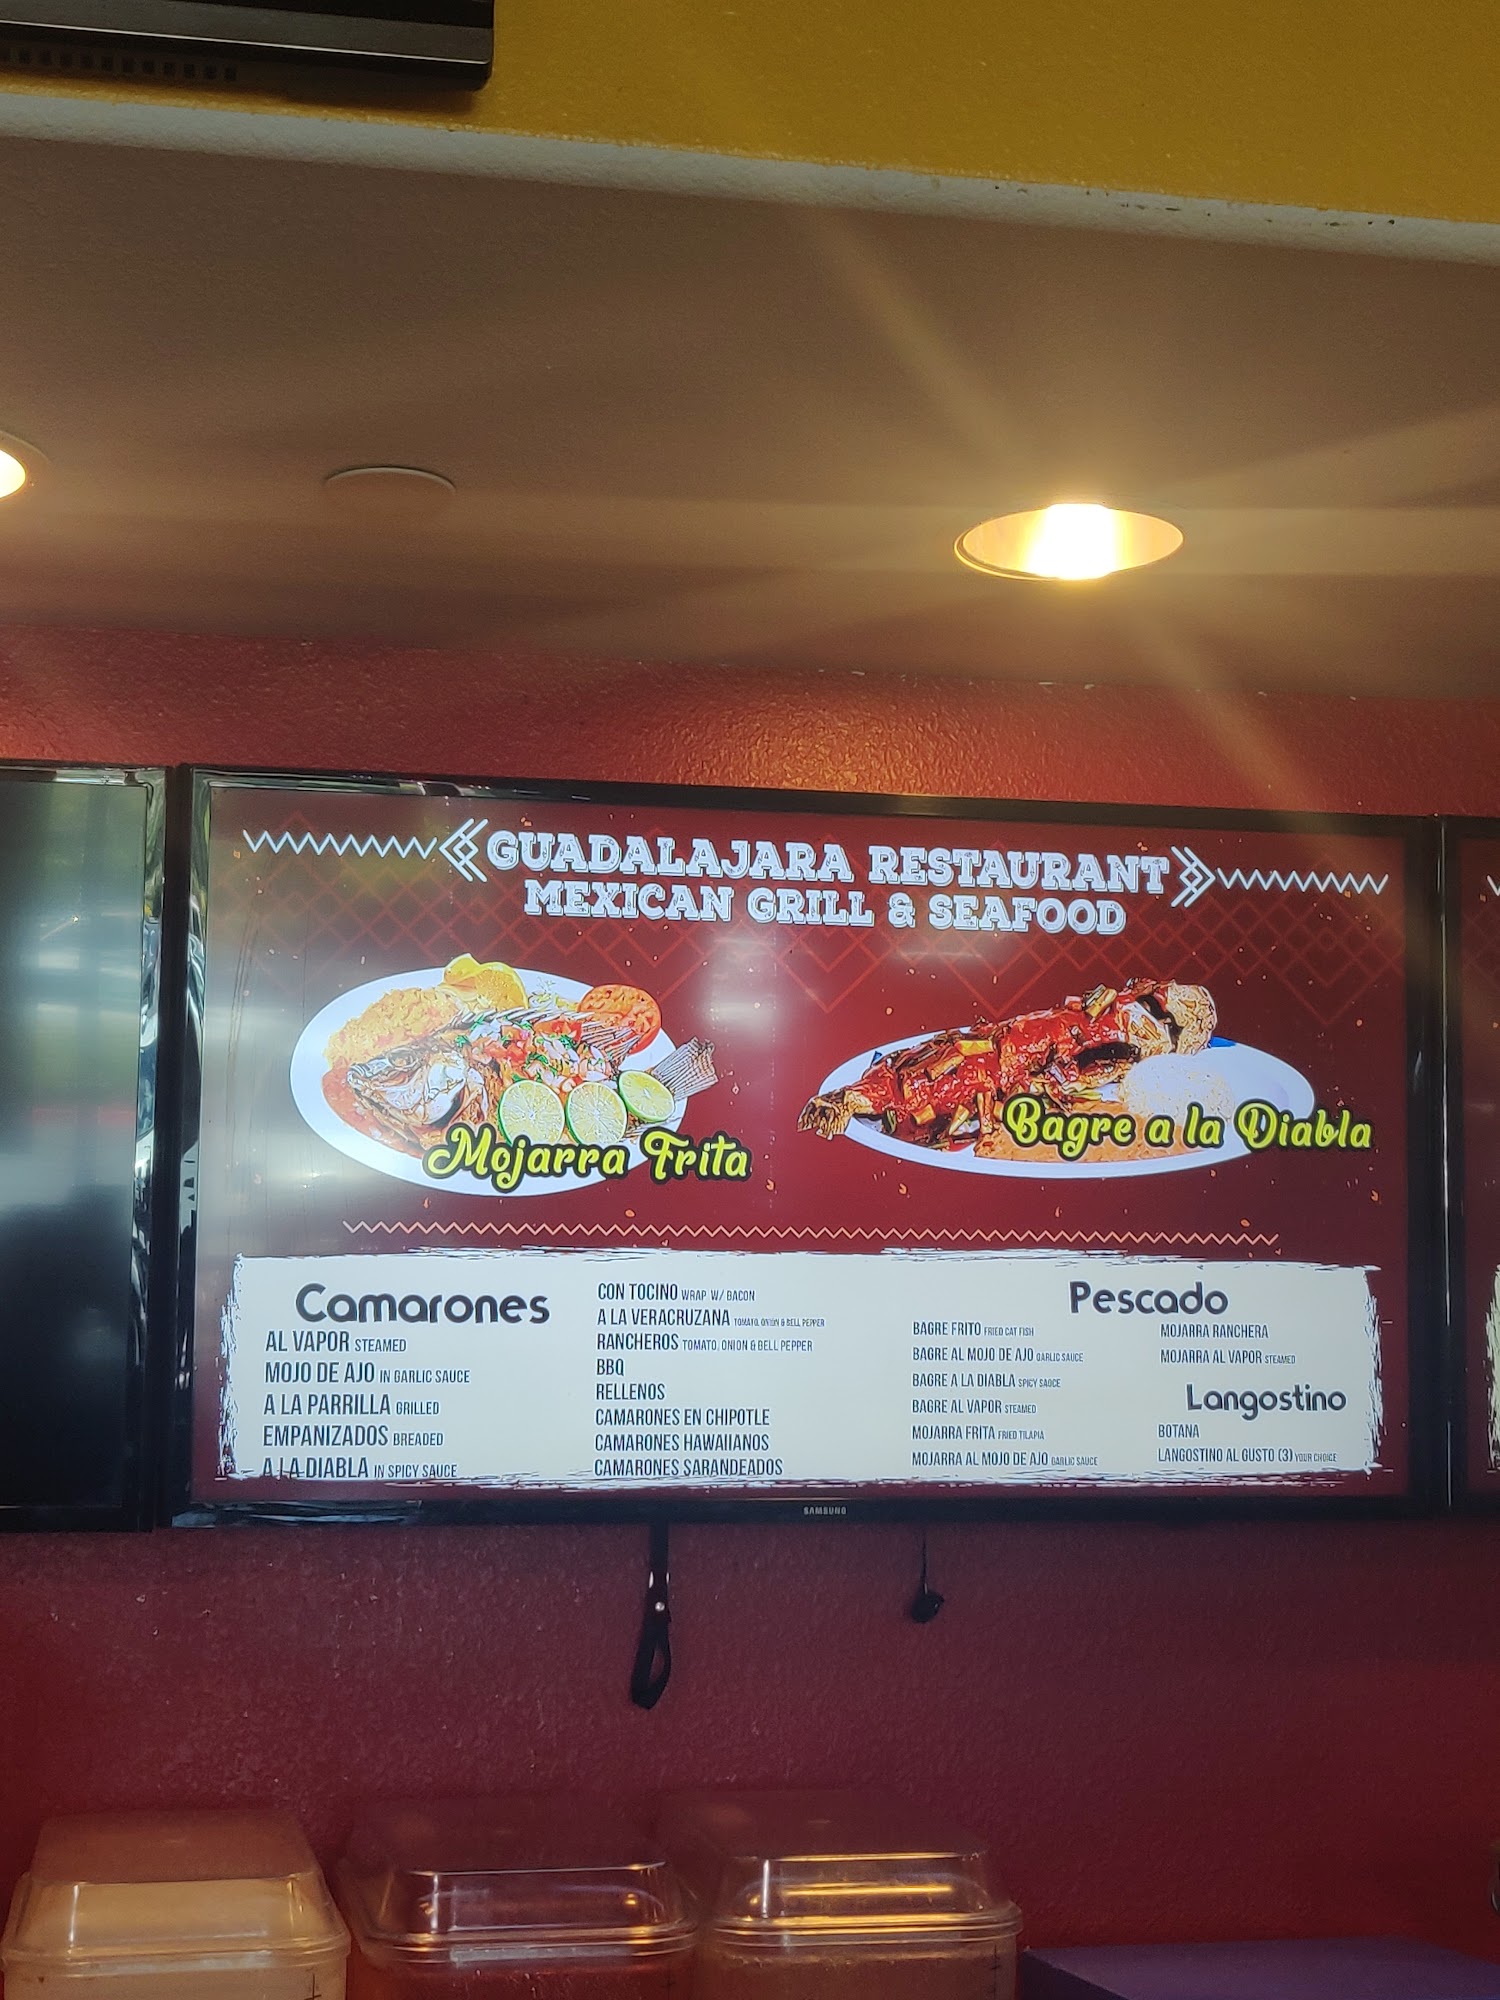 GUADALAJARA RESTAURANT
MEXICAN GRILL & SEAFOOD
Mojarra Frita
Bagre a la Diabla
Camarones
AL VAPOR STEAMED
MOJO DE AJO IN GARLIC SAUCE
A LA PARRILLA GRILLED
EMPANIZADOS BREADED
A LA DIABLA IN SPICY SAUCE
CON TOCINO WRAP W/ BACON
A LA VERACRUZANA TOMATO, ONION & BELL PEPPER
RANCHEROS TOMATO, ONION & BELL PEPPER
BBQ
RELLENOS
CAMARONES EN CHIPOTLE
CAMARONES HAWAIIANOS
CAMARONES SARANDEADOS
Pescado
BAGRE FRITO FRIED CAT FISH
BAGRE AL MOJO DE AJO GARLIC SAUCE
BAGRE A LA DIABLA SPICY SAUCE
BAGRE AL VAPOR STEAMED
MOJARRA FRITA FRIED TILAPIA
MOJARRA AL MOJO DE AJO GARLIC SAUCE
MOJARRA RANCHERA
MOJARRA AL VAPOR STEAMED
Langostino
BOTANA
LANGOSTINO AL GUSTO (3) YOUR CHOICE
SAMSUNG